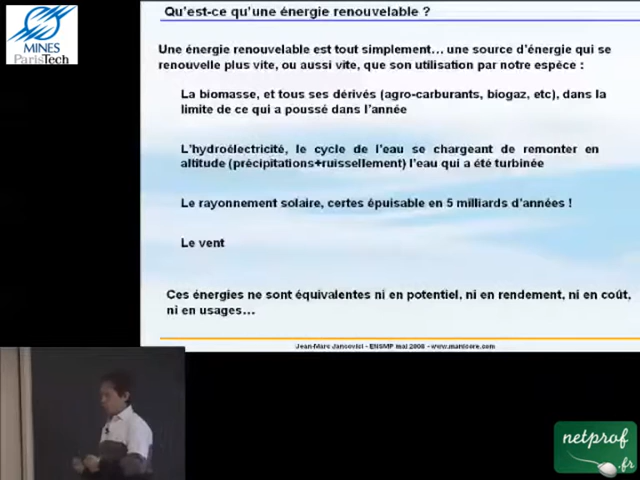 MINES
ParisTech
Qu'est-ce qu'une énergie renouvelable ?
Une énergie renouvelable est tout simplement... une source d'énergie qui se
renouvelle plus vite, ou aussi vite, que son utilisation par notre espèce :
La biomasse, et tous ses dérivés (agro-carburants, biogaz, etc), dans la
limite de ce qui a poussé dans l'année
L'hydroélectricité, le cycle de l'eau se chargeant de remonter en
altitude (précipitations+ruissellement) l'eau qui a été turbinée
Le rayonnement solaire, certes épuisable en 5 milliards d'années !
Le vent
Ces énergies ne sont équivalentes ni en potentiel, ni en rendement, ni en coût,
ni en usages...
Jean-Marc Jancovici - ENSMP mai 2008 - www.manicore.com
netprof
.fr